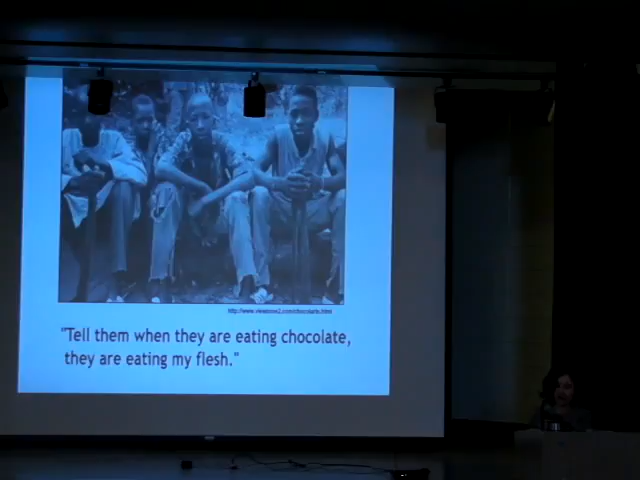 "Tell them when they are eating chocolate,
they are eating my flesh."